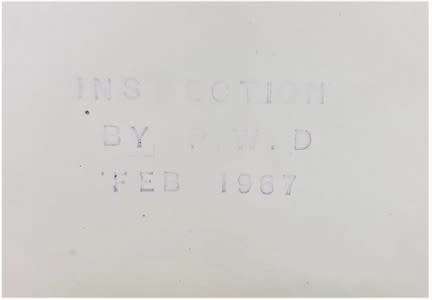 INSPECTION
BY P.W.D
FEB 1967